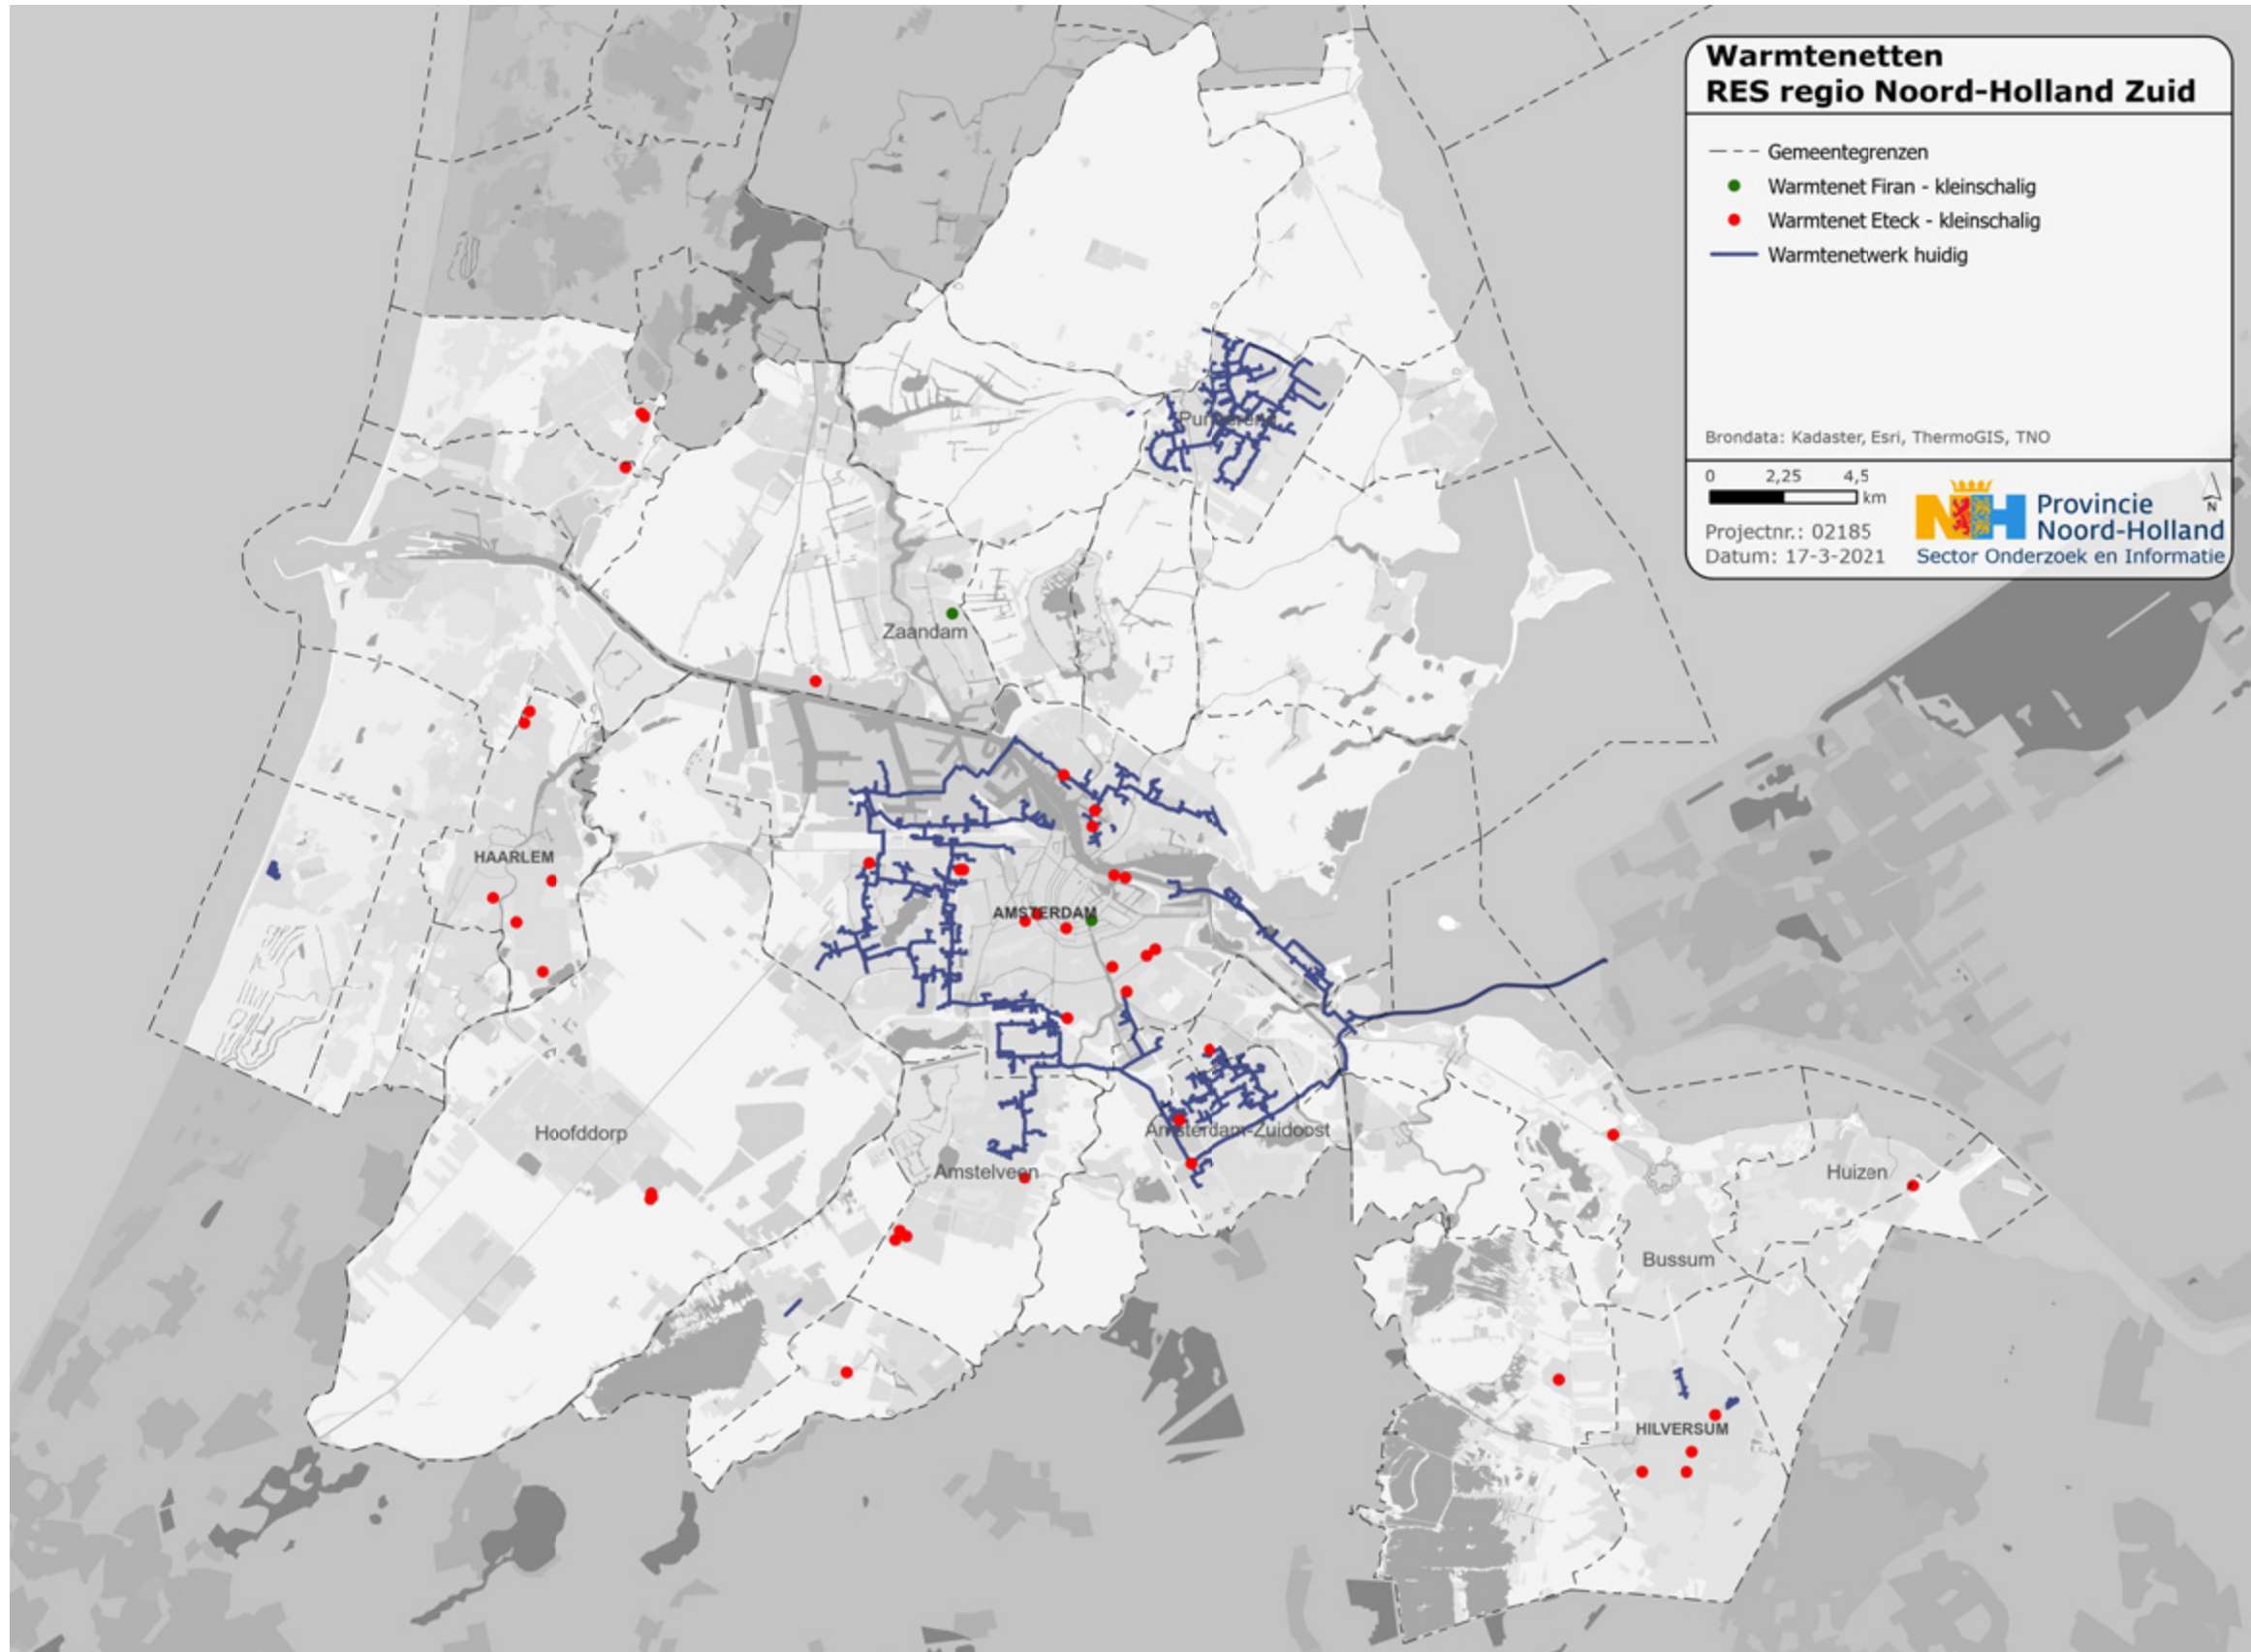 Warmtenetten
RES regio Noord-Holland Zuid
Gemeentegrenzen
Warmtenet Firan - kleinschalig
Warmtenet Eteck - kleinschalig
Warmtenetwerk huidig
Brondata: Kadaster, Esri, ThermoGIS, TNO
0 2,25 4,5
km
N
Projectnr.: 02185
Datum: 17-3-2021
NH Provincie
Noord-Holland
Sector Onderzoek en Informatie
Purmerend
Zaandam
HAARLEM
AMSTERDAM
Hoofddorp
Amsterdam-Zuidoost
Amstelveen
Huizen
Bussum
HILVERSUM